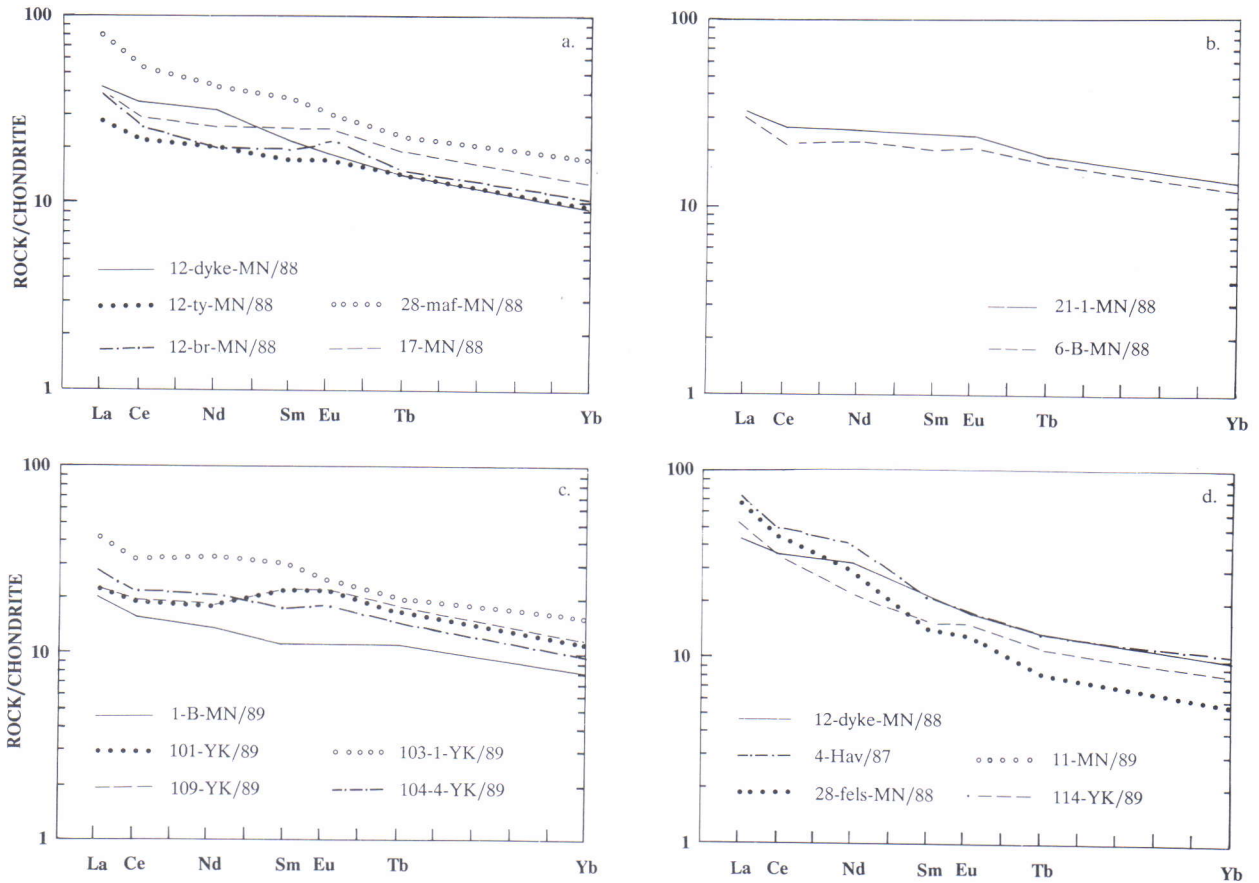 100
a.
ROCK/CHONDRITE
10
12-dyke-MN/88
12-ty-MN/88
28-maf-MN/88
12-br-MN/88
17-MN/88
1
La Ce Nd Sm Eu Tb Yb
100
b.
10
21-1-MN/88
6-B-MN/88
1
La Ce Nd Sm Eu Tb Yb
100
c.
ROCK/CHONDRITE
10
1-B-MN/89
101-YK/89
103-1-YK/89
109-YK/89
104-4-YK/89
1
La Ce Nd Sm Eu Tb Yb
100
d.
10
12-dyke-MN/88
4-Hav/87
11-MN/89
28-fels-MN/88
114-YK/89
1
La Ce Nd Sm Eu Tb Yb